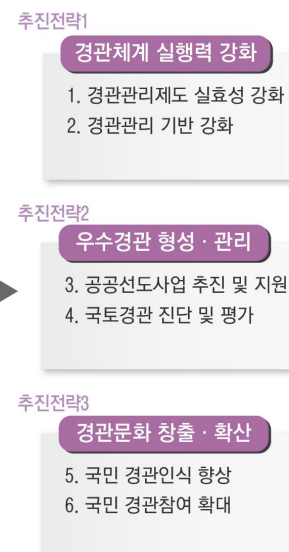 추진전략1
경관체계 실행력 강화
1. 경관관리제도 실효성 강화
2. 경관관리 기반 강화
추진전략2
우수경관 형성 · 관리
3. 공공선도사업 추진 및 지원
4. 국토경관 진단 및 평가
추진전략3
경관문화 창출 · 확산
5. 국민 경관인식 향상
6. 국민 경관참여 확대